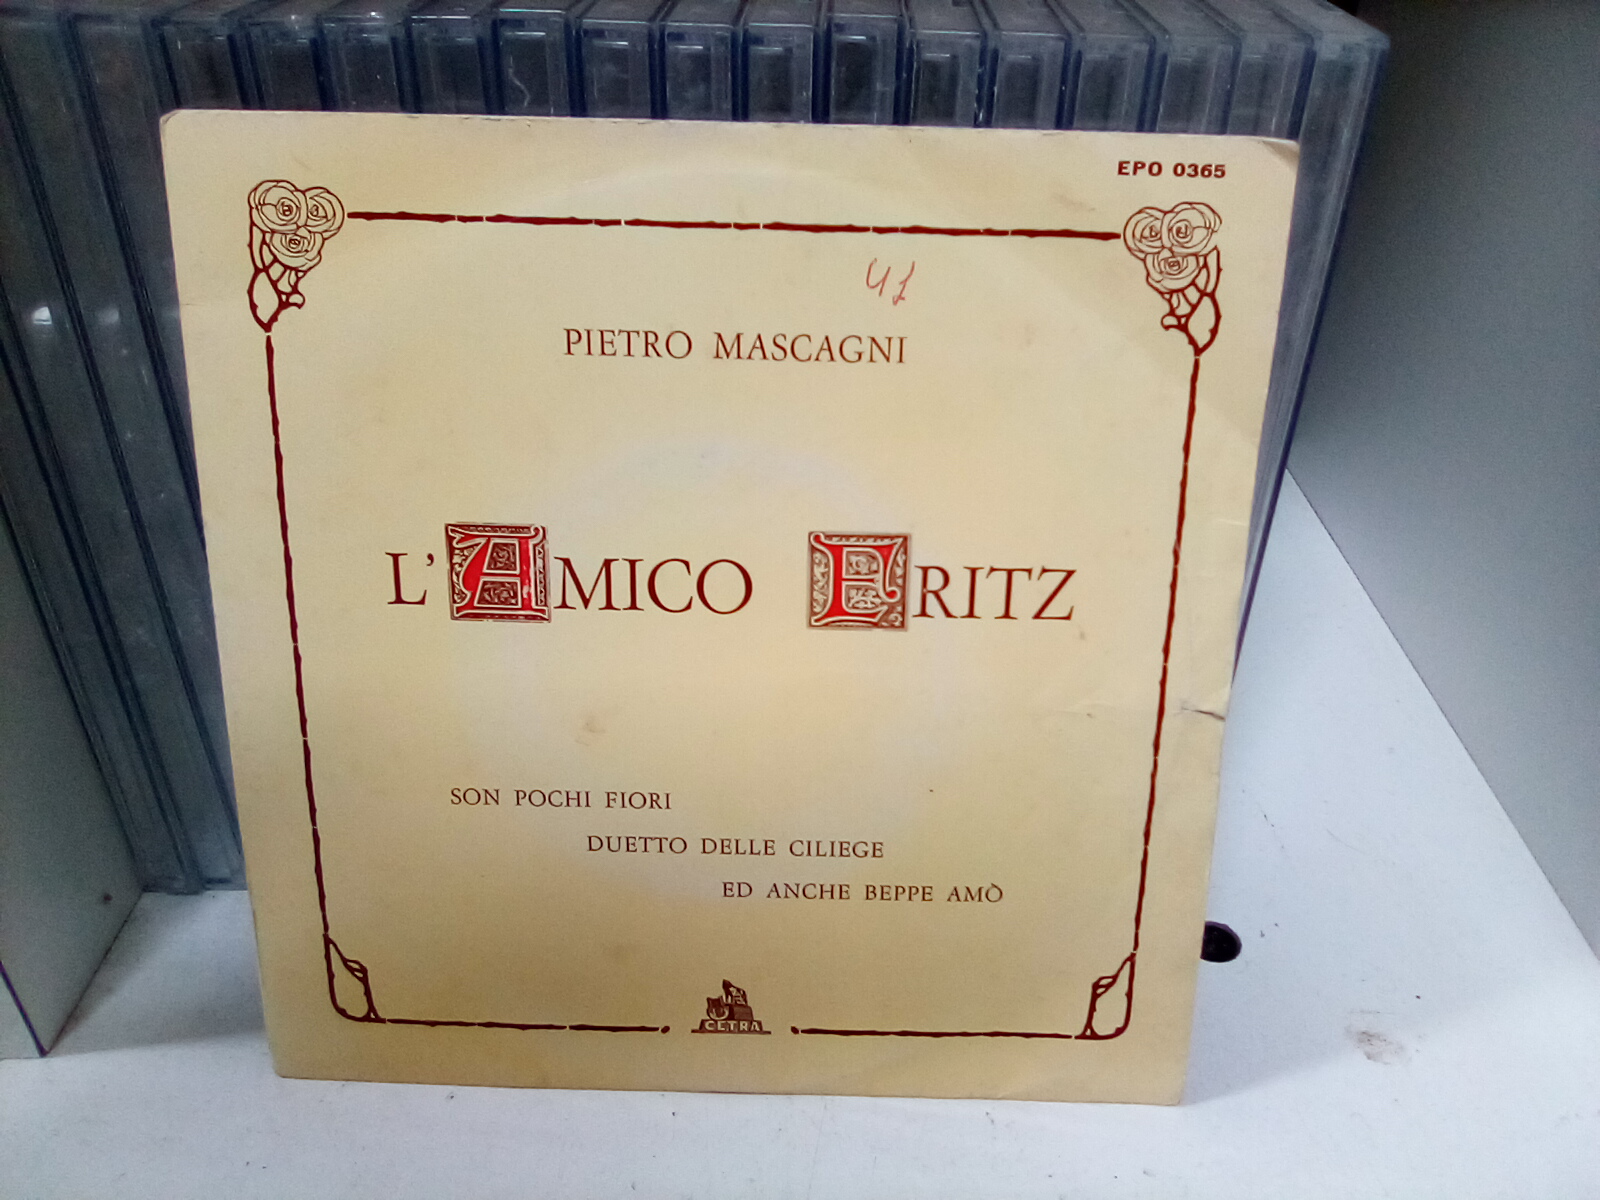 EPO 0365
41
PIETRO MASCAGNI
L'AMICO FRITZ
SON POCHI FIORI
DUETTO DELLE CILIEGE
ED ANCHE BEPPE AMÒ
CETRA